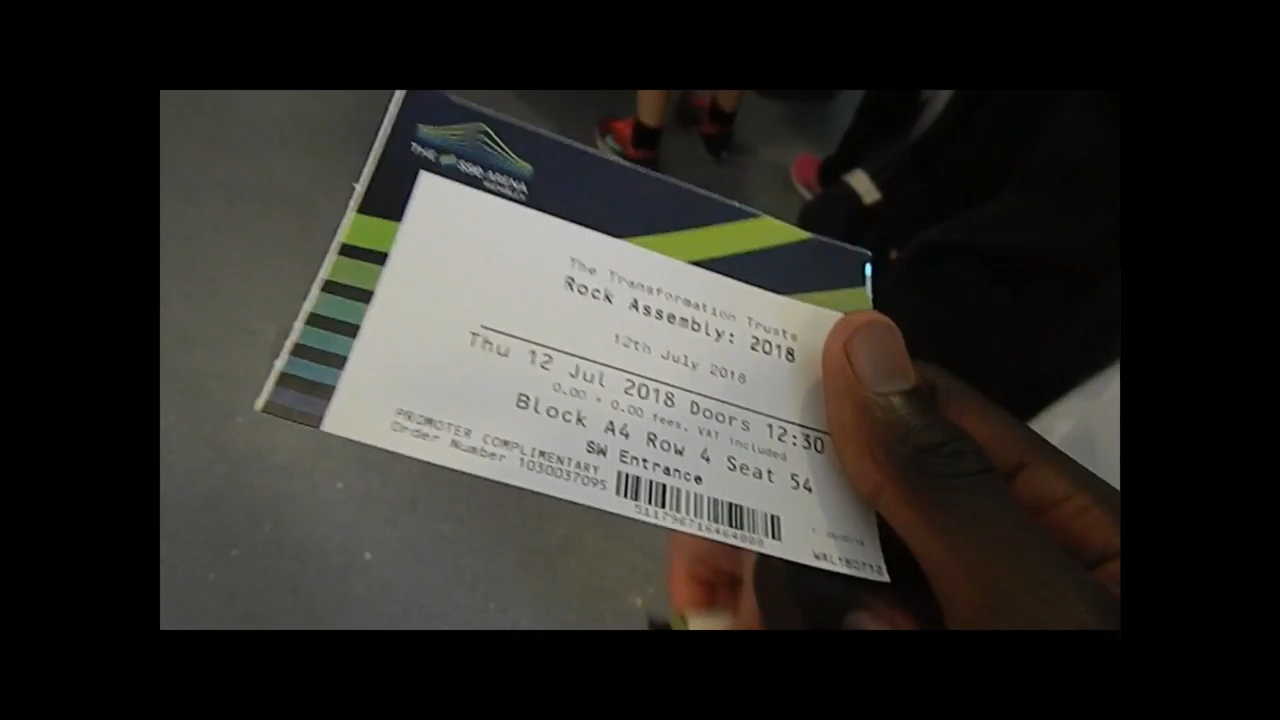 THE SSE ARENA
WEMBLEY
The Transformation Trusts
Rock Assembly: 2018
12th July 2018
Thu 12 Jul 2018 Doors 12:30
0.00 + 0.00 fees. VAT included
Block A4 Row 4 Seat 54
SW Entrance
PROMOTER COMPLIMENTARY
Order Number 1030037095